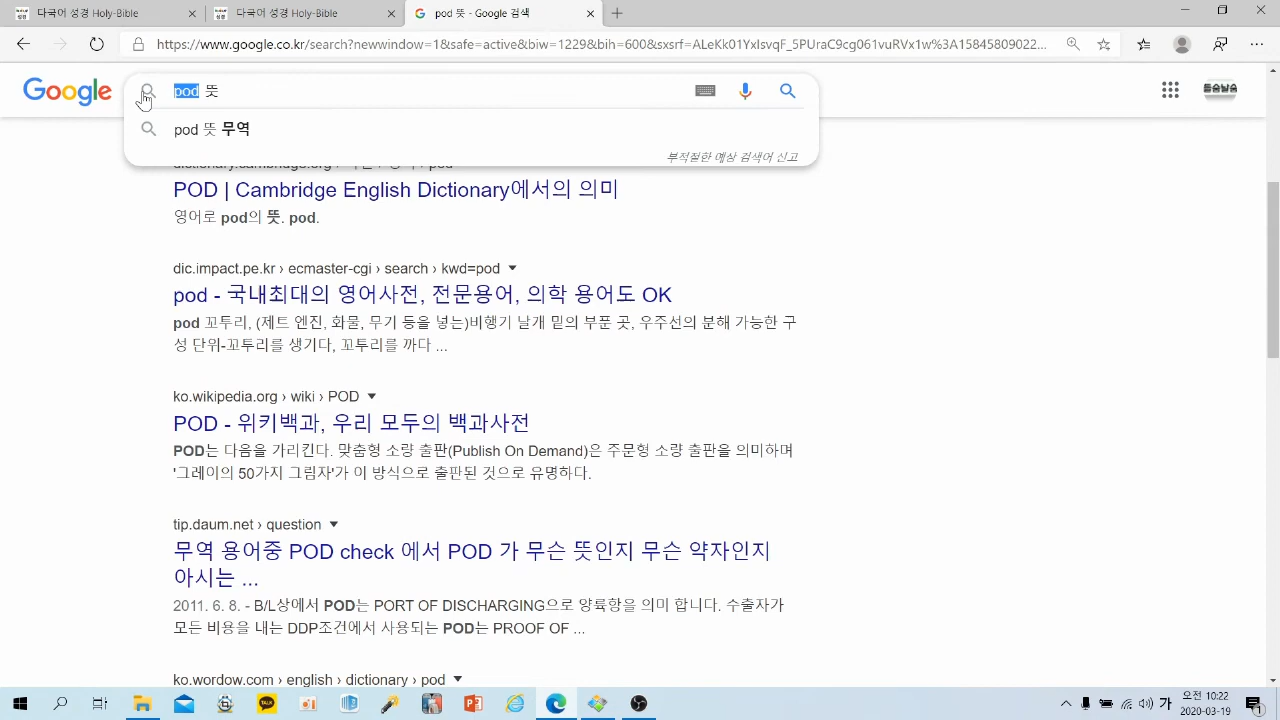 다국어 성경 Holy-Bible
다국어 성경 Holy-Bible
pod 뜻 - Google 검색
https://www.google.co.kr/search?newwindow=1&safe=active&biw=1229&bih=600&sxsrf=ALeKk01YxIsvqF_5PUraC9cg061vuRVx1w%3A15845809022...
Google
pod 뜻
pod 뜻 무역
부적절한 예상 검색어 신고
POD | Cambridge English Dictionary에서의 의미
영어로 pod의 뜻. pod.
dic.impact.pe.kr › ecmaster-cgi › search › kwd=pod
pod - 국내최대의 영어사전, 전문용어, 의학 용어도 OK
pod 꼬투리, (제트 엔진, 화물, 무기 등을 넣는)비행기 날개 밑의 부푼 곳, 우주선의 분해 가능한 구
성 단위-꼬투리를 생기다, 꼬투리를 까다 ...
ko.wikipedia.org › wiki › POD
POD - 위키백과, 우리 모두의 백과사전
POD는 다음을 가리킨다. 맞춤형 소량 출판(Publish On Demand)은 주문형 소량 출판을 의미하며
'그레이의 50가지 그림자'가 이 방식으로 출판된 것으로 유명하다.
tip.daum.net › question
무역 용어중 POD check 에서 POD 가 무슨 뜻인지 무슨 약자인지
아시는 ...
2011. 6. 8. - B/L상에서 POD는 PORT OF DISCHARGING으로 양륙항을 의미 합니다. 수출자가
모든 비용을 내는 DDP조건에서 사용되는 POD는 PROOF OF ...
ko.wordow.com › english › dictionary › pod
TALK
가
오전 10:22
2020-03-19
1